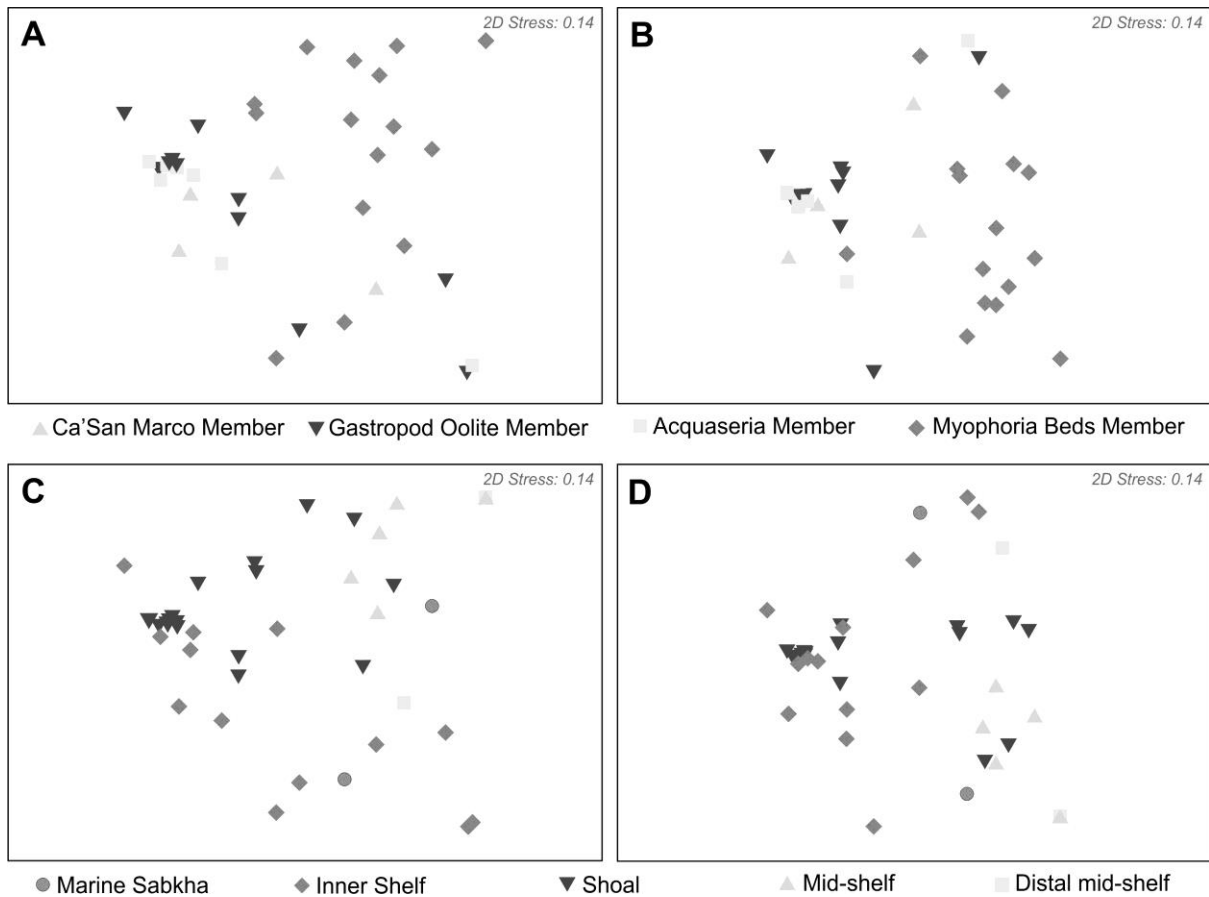 A
2D Stress: 0.14
B
2D Stress: 0.14
Ca'San Marco Member Gastropod Oolite Member Acquaseria Member Myophoria Beds Member
C
2D Stress: 0.14
D
2D Stress: 0.14
Marine Sabkha Inner Shelf Shoal Mid-shelf Distal mid-shelf